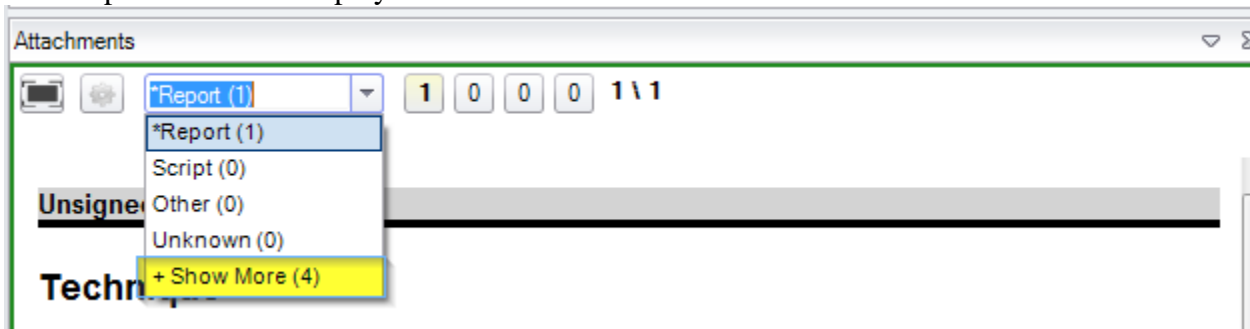 Attachments
*Report (1)
1 0 0 0 1 \ 1
*Report (1)
Script (0)
Other (0)
Unknown (0)
+ Show More (4)